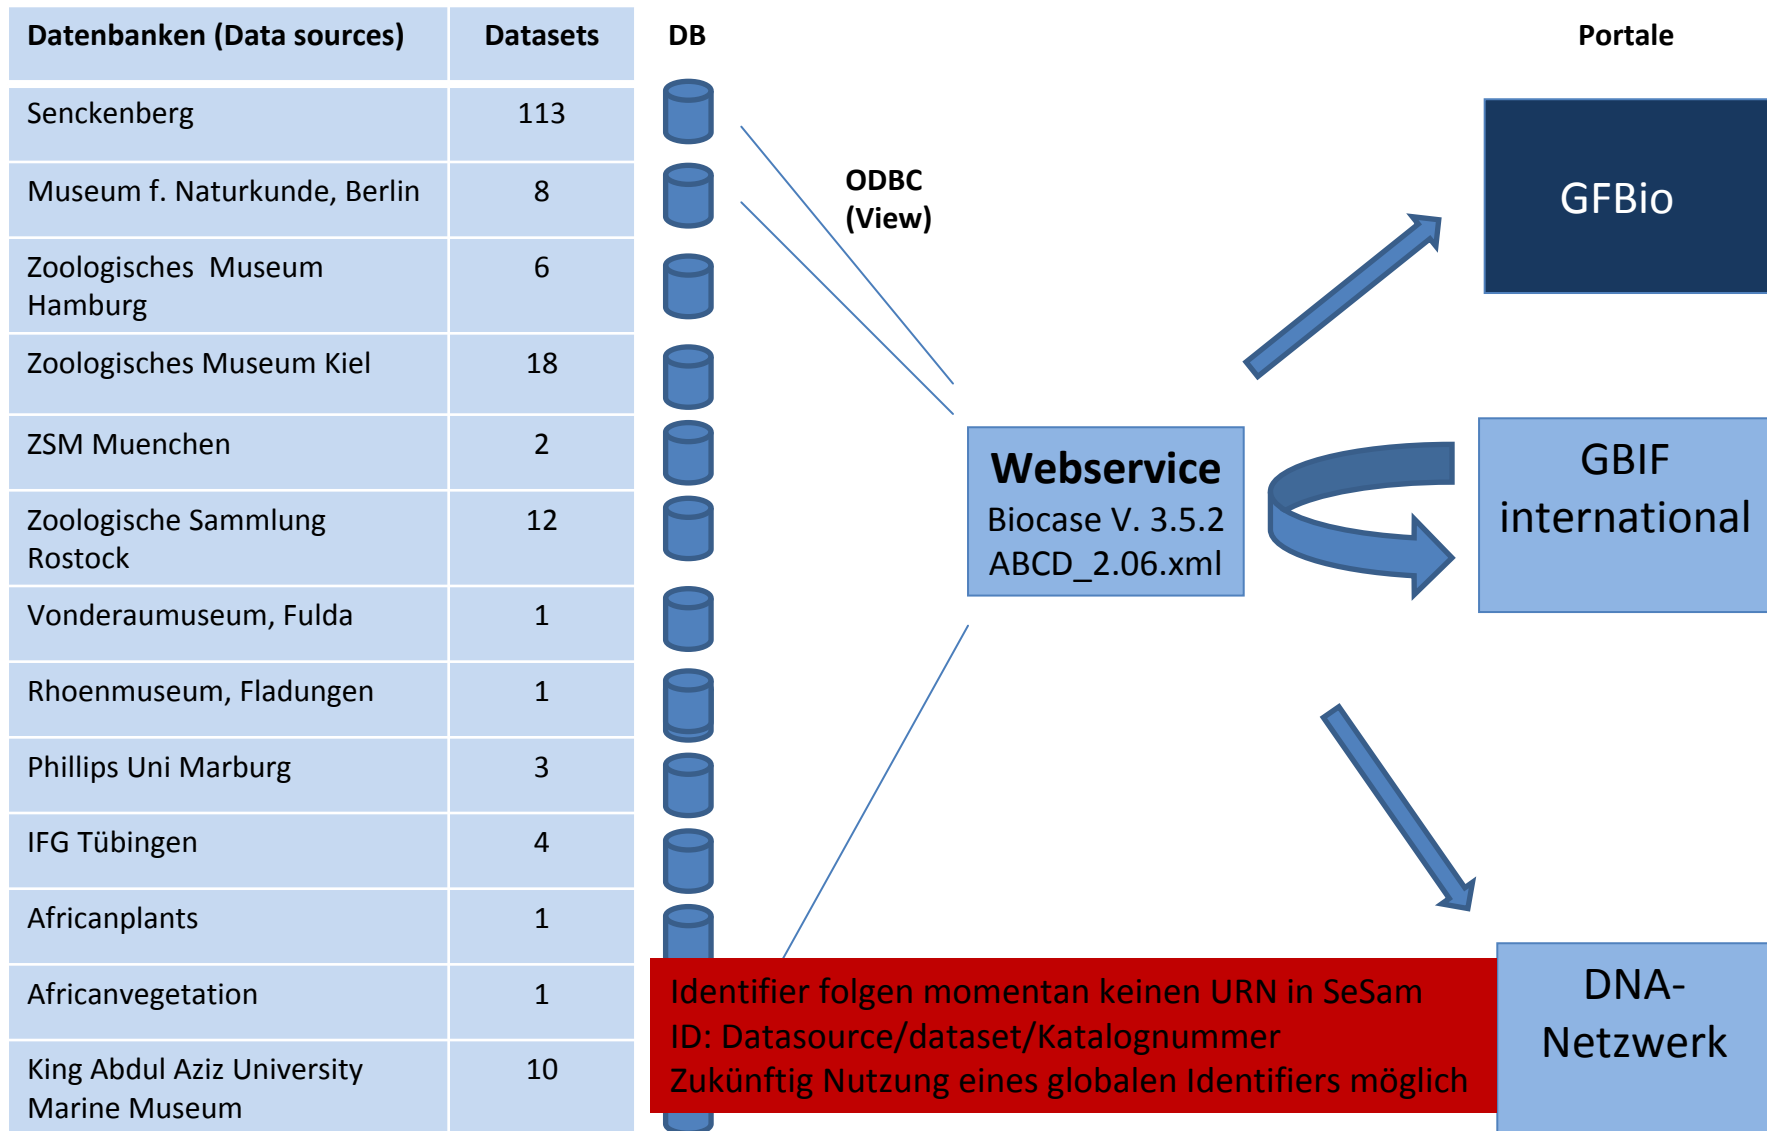 Datenbanken (Data sources) Datasets DB Portale
Senckenberg 113
Museum f. Naturkunde, Berlin 8
Zoologisches Museum
Hamburg
6
Zoologisches Museum Kiel 18
ZSM Muenchen 2
Zoologische Sammlung
Rostock
12
Vonderaumuseum, Fulda 1
Rhoenmuseum, Fladungen 1
Phillips Uni Marburg 3
IFG Tübingen 4
Africanplants 1
Africanvegetation 1
King Abdul Aziz University
Marine Museum
10
ODBC
(View)
Webservice
Biocase V. 3.5.2
ABCD_2.06.xml
GFBio
GBIF
international
DNA-
Netzwerk
Identifier folgen momentan keinen URN in SeSam
ID: Datasource/dataset/Katalognummer
Zukünftig Nutzung eines globalen Identifiers möglich